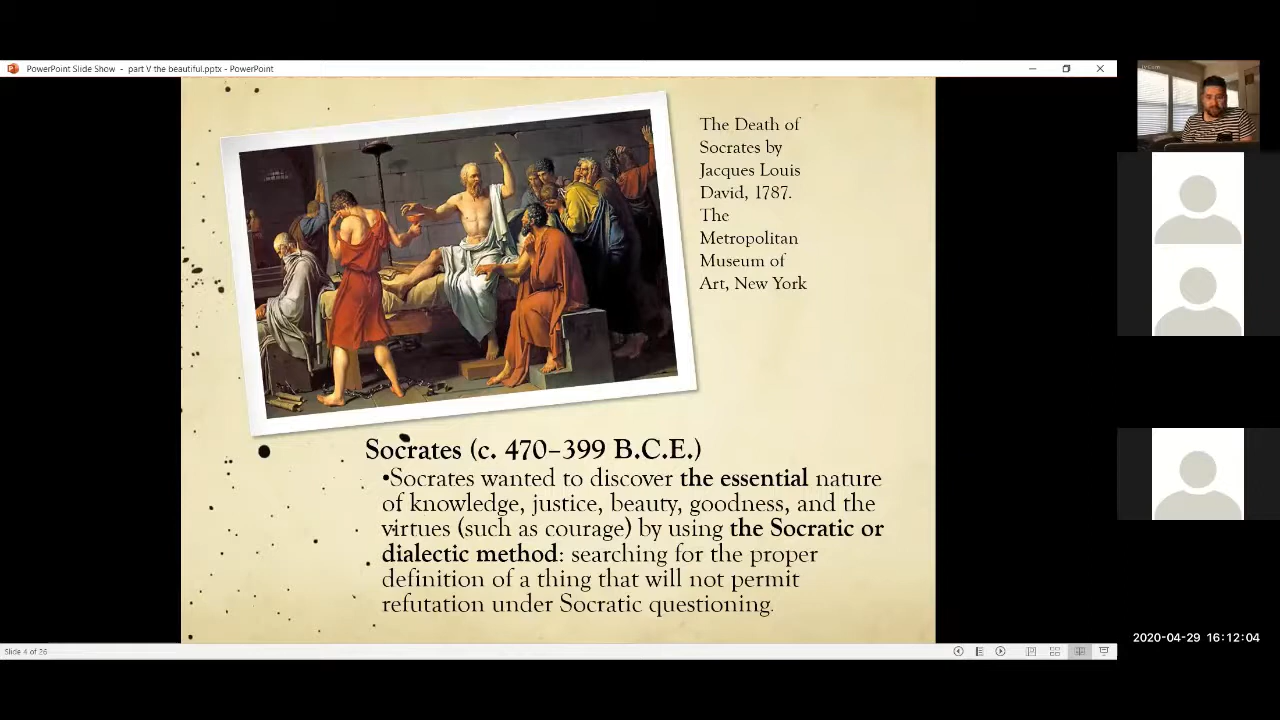 PowerPoint Slide Show - part V the beautiful.pptx - PowerPoint
The Death of
Socrates by
Jacques Louis
David, 1787.
The
Metropolitan
Museum of
Art, New York
Socrates (c. 470–399 B.C.E.)
•Socrates wanted to discover the essential nature
of knowledge, justice, beauty, goodness, and the
virtues (such as courage) by using the Socratic or
dialectic method: searching for the proper
definition of a thing that will not permit
refutation under Socratic questioning.
2020-04-29 16:12:04
Slide 4 of 26